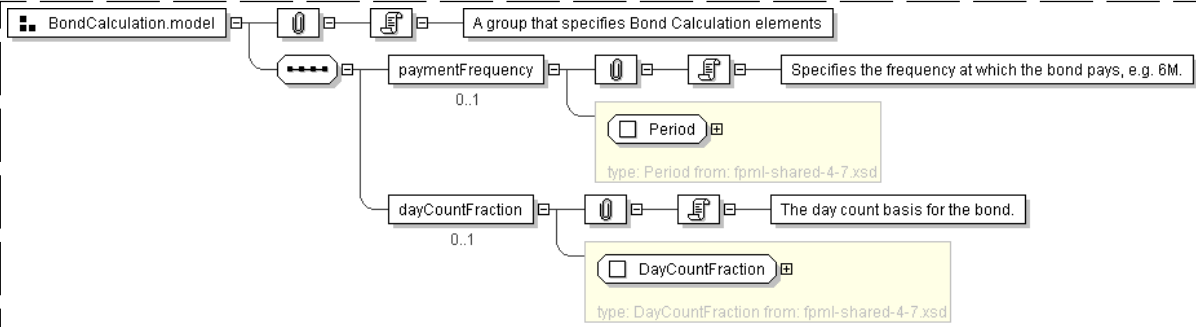 BondCalculation.model
A group that specifies Bond Calculation elements
paymentFrequency
Specifies the frequency at which the bond pays, e.g. 6M.
0..1
Period
type: Period from: fpml-shared-4-7.xsd
dayCountFraction
The day count basis for the bond.
0..1
DayCountFraction
type: DayCountFraction from: fpml-shared-4-7.xsd